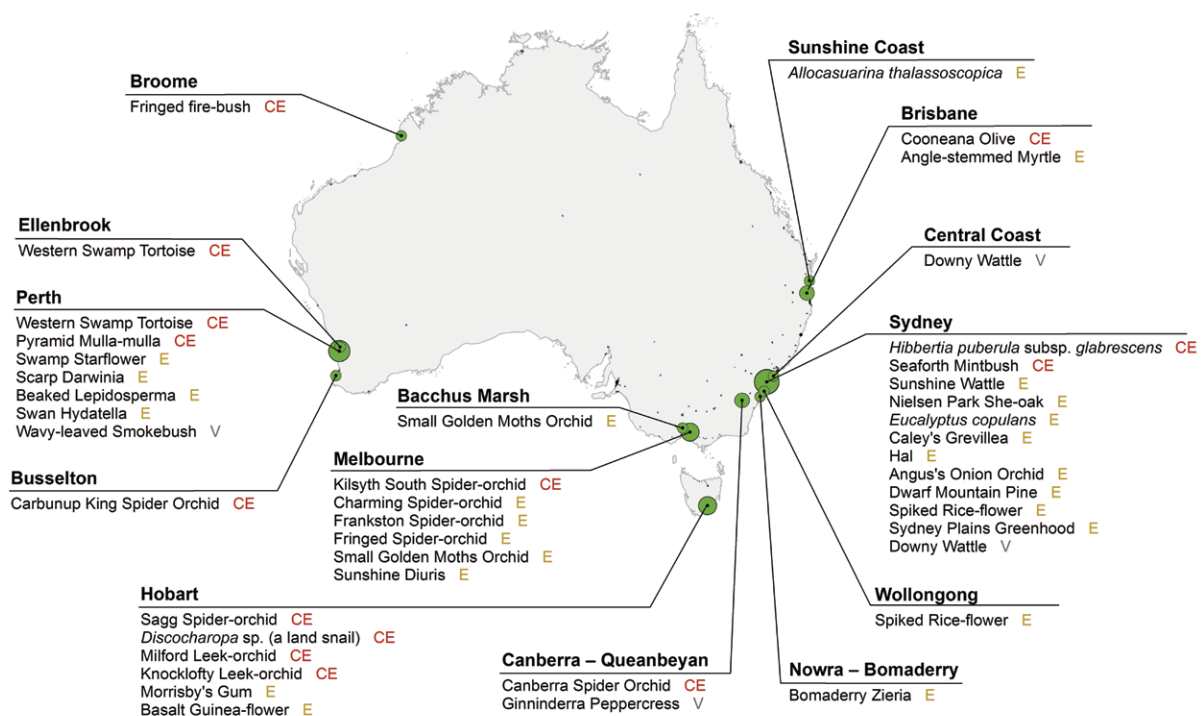 Broome
Fringed fire-bush CE
Ellenbrook
Western Swamp Tortoise CE
Perth
Western Swamp Tortoise CE
Pyramid Mulla-mulla CE
Swamp Starflower E
Scarp Darwinia E
Beaked Lepidosperma E
Swan Hydatella E
Wavy-leaved Smokebush V
Busselton
Carbunup King Spider Orchid CE
Bacchus Marsh
Small Golden Moths Orchid E
Melbourne
Kilsyth South Spider-orchid CE
Charming Spider-orchid E
Frankston Spider-orchid E
Fringed Spider-orchid E
Small Golden Moths Orchid E
Sunshine Diuris E
Hobart
Sagg Spider-orchid CE
Discocharopa sp. (a land snail) CE
Milford Leek-orchid CE
Knocklofty Leek-orchid CE
Morrisby's Gum E
Basalt Guinea-flower E
Canberra – Queanbeyan
Canberra Spider Orchid CE
Ginninderra Peppercress V
Sunshine Coast
Allocasuarina thalassoscopica E
Brisbane
Cooneana Olive CE
Angle-stemmed Myrtle E
Central Coast
Downy Wattle V
Sydney
Hibbertia puberula subsp. glabrescens CE
Seaforth Mintbush CE
Sunshine Wattle E
Nielsen Park She-oak E
Eucalyptus copulans E
Caley's Grevillea E
Hal E
Angus's Onion Orchid E
Dwarf Mountain Pine E
Spiked Rice-flower E
Sydney Plains Greenhood E
Downy Wattle V
Wollongong
Spiked Rice-flower E
Nowra – Bomaderry
Bomaderry Zieria E